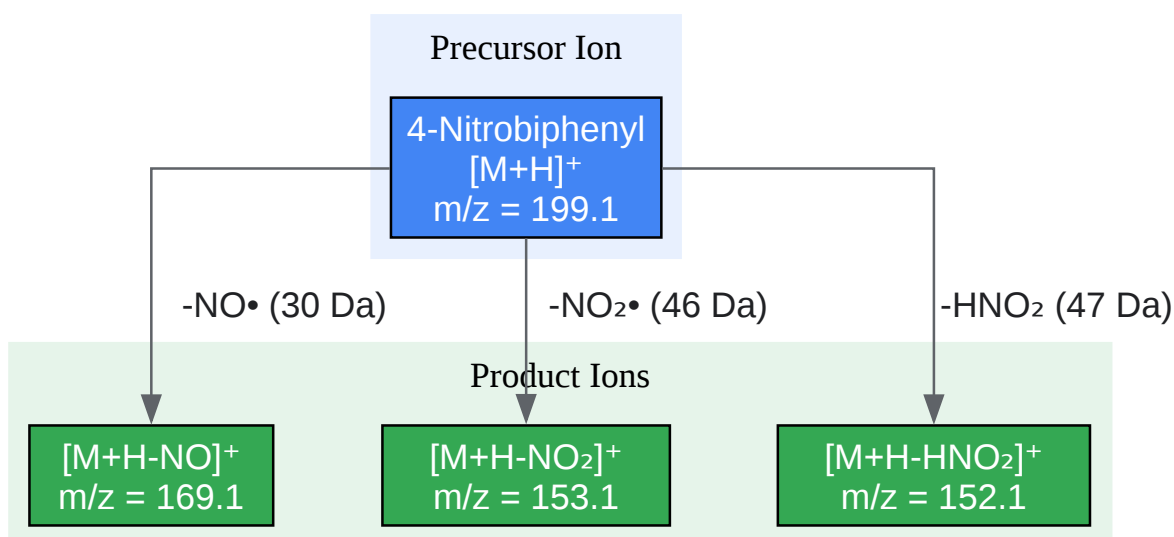 Precursor Ion
4-Nitrobiphenyl
[M+H]⁺
m/z = 199.1
-NO• (30 Da)
-NO₂• (46 Da)
-HNO₂ (47 Da)
Product Ions
[M+H-NO]⁺
m/z = 169.1
[M+H-NO₂]⁺
m/z = 153.1
[M+H-HNO₂]⁺
m/z = 152.1